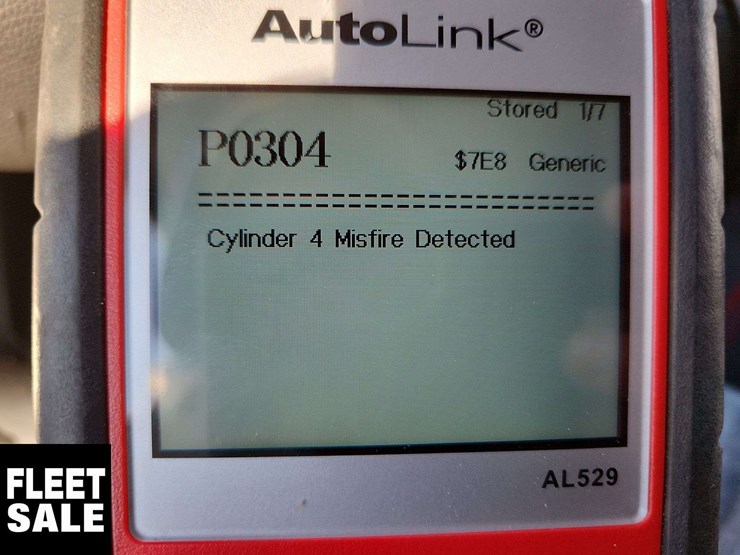 AutoLink®
Stored 1/7
P0304 $7E8 Generic
==========================
Cylinder 4 Misfire Detected
AL529
FLEET
SALE